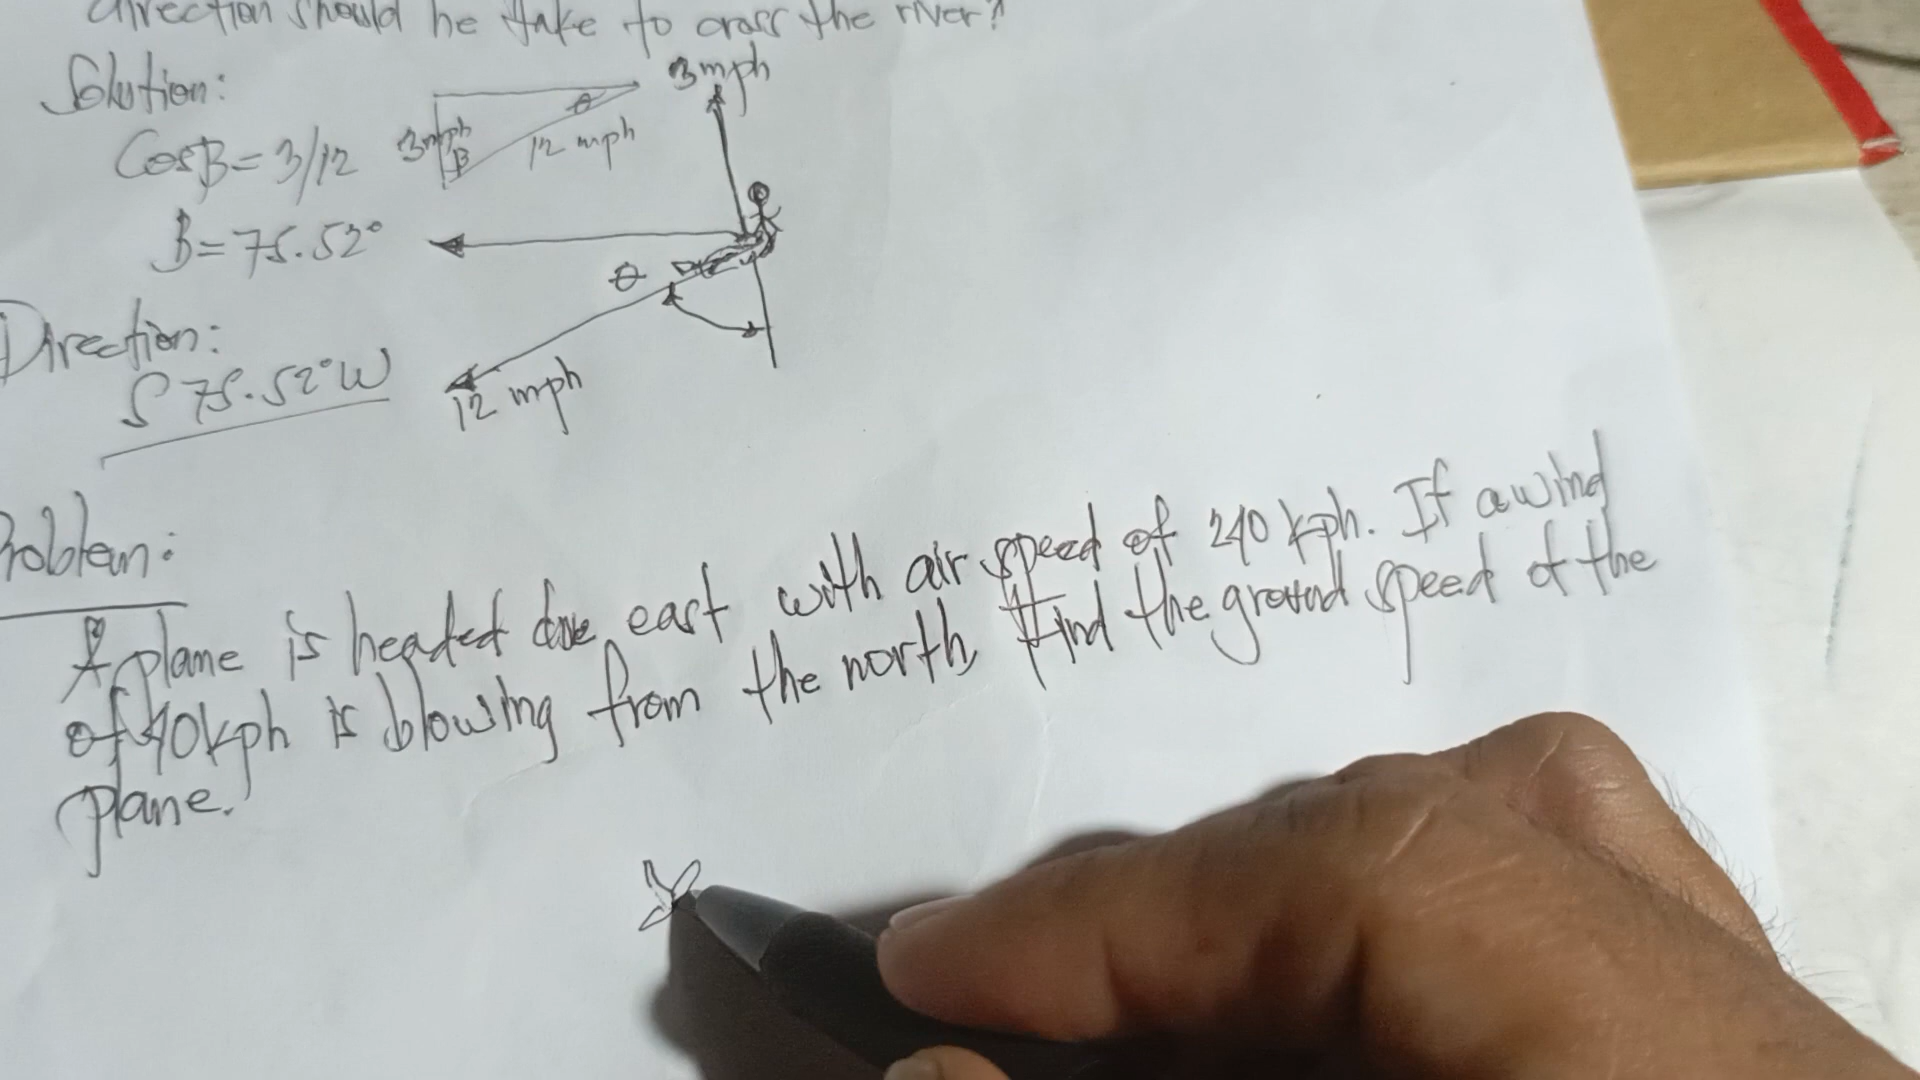 direction should he take to cross the river?
Solution:
3mph
θ
CosB = 3/12
3mph
B
12 mph
B = 75.52°
θ
Direction:
S 75.52°W
12 mph
Problem:
A plane is headed due east with air speed of 240 kph. If a wind
of 40kph is blowing from the north, Find the ground speed of the
plane.